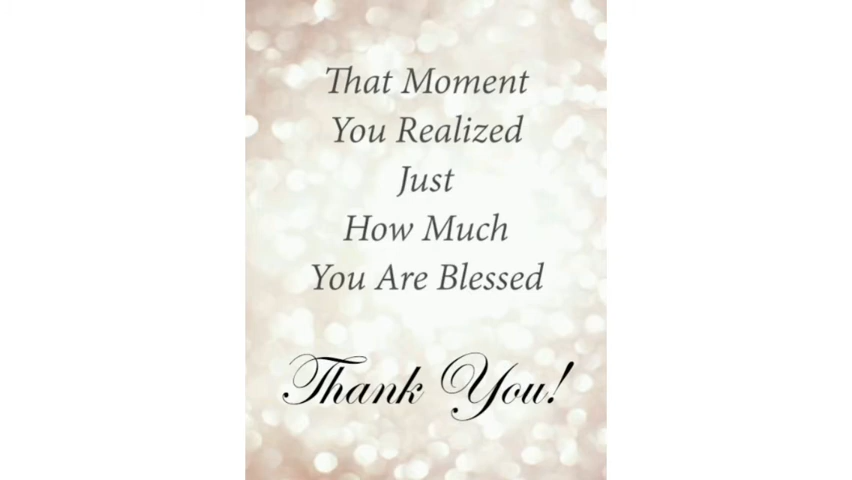 That Moment
You Realized
Just
How Much
You Are Blessed
Thank You!